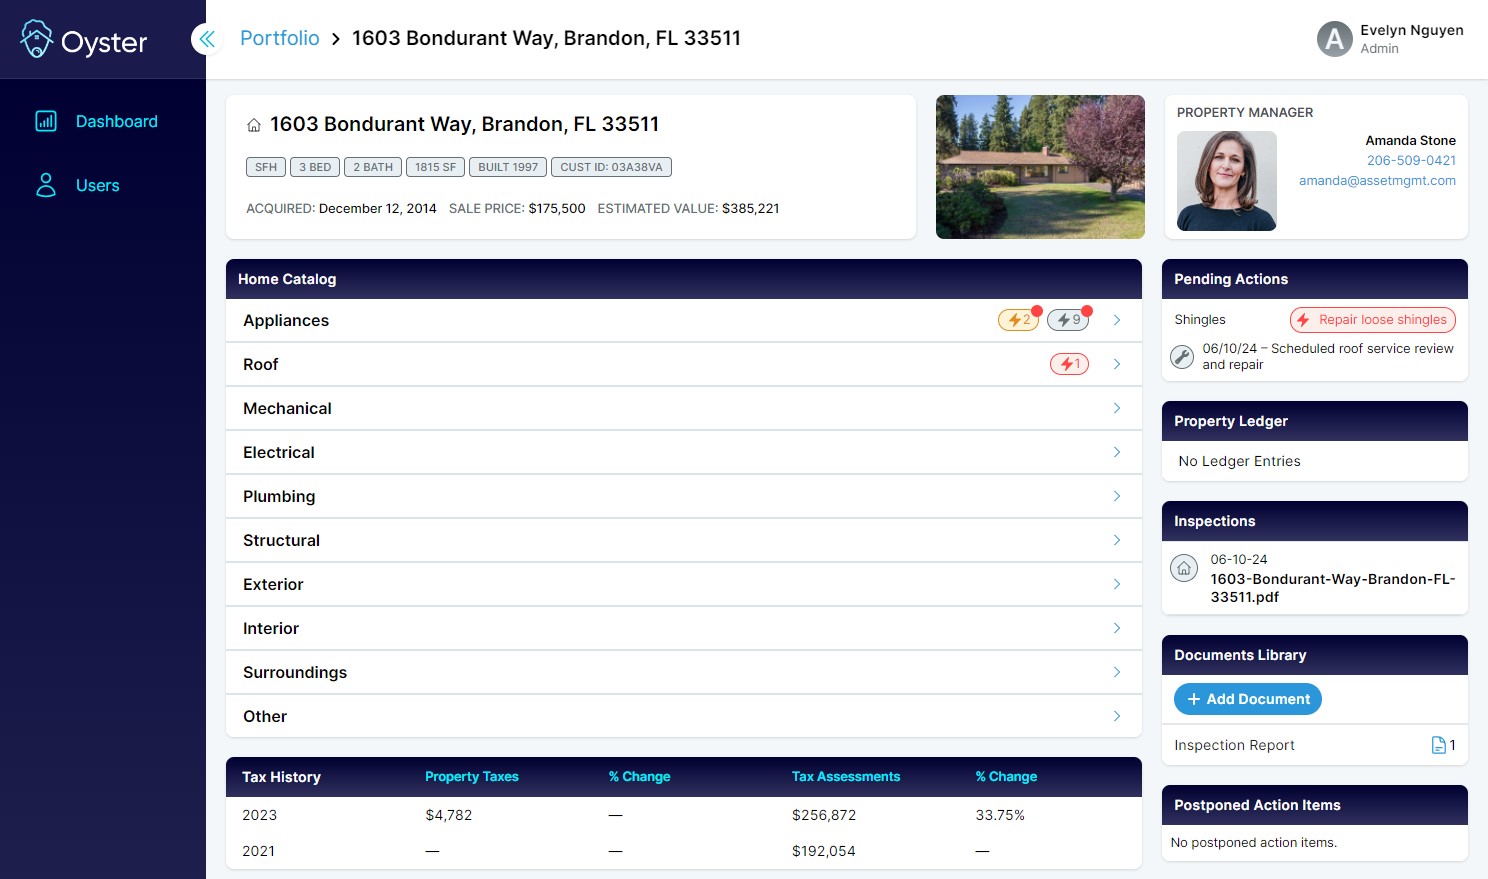 Oyster
Portfolio > 1603 Bondurant Way, Brandon, FL 33511
A
Evelyn Nguyen
Admin
Dashboard
Users
1603 Bondurant Way, Brandon, FL 33511
SFH 3 BED 2 BATH 1815 SF BUILT 1997 CUST ID: 03A38VA
ACQUIRED: December 12, 2014 SALE PRICE: $175,500 ESTIMATED VALUE: $385,221
PROPERTY MANAGER
Amanda Stone
206-509-0421
amanda@assetmgmt.com
Home Catalog
Appliances 2 9
Roof 1
Mechanical
Electrical
Plumbing
Structural
Exterior
Interior
Surroundings
Other
Tax History Property Taxes % Change Tax Assessments % Change
2023 $4,782 — $256,872 33.75%
2021 — — $192,054 —
Pending Actions
Shingles Repair loose shingles
06/10/24 – Scheduled roof service review
and repair
Property Ledger
No Ledger Entries
Inspections
06-10-24
1603-Bondurant-Way-Brandon-FL-
33511.pdf
Documents Library
+ Add Document
Inspection Report 1
Postponed Action Items
No postponed action items.